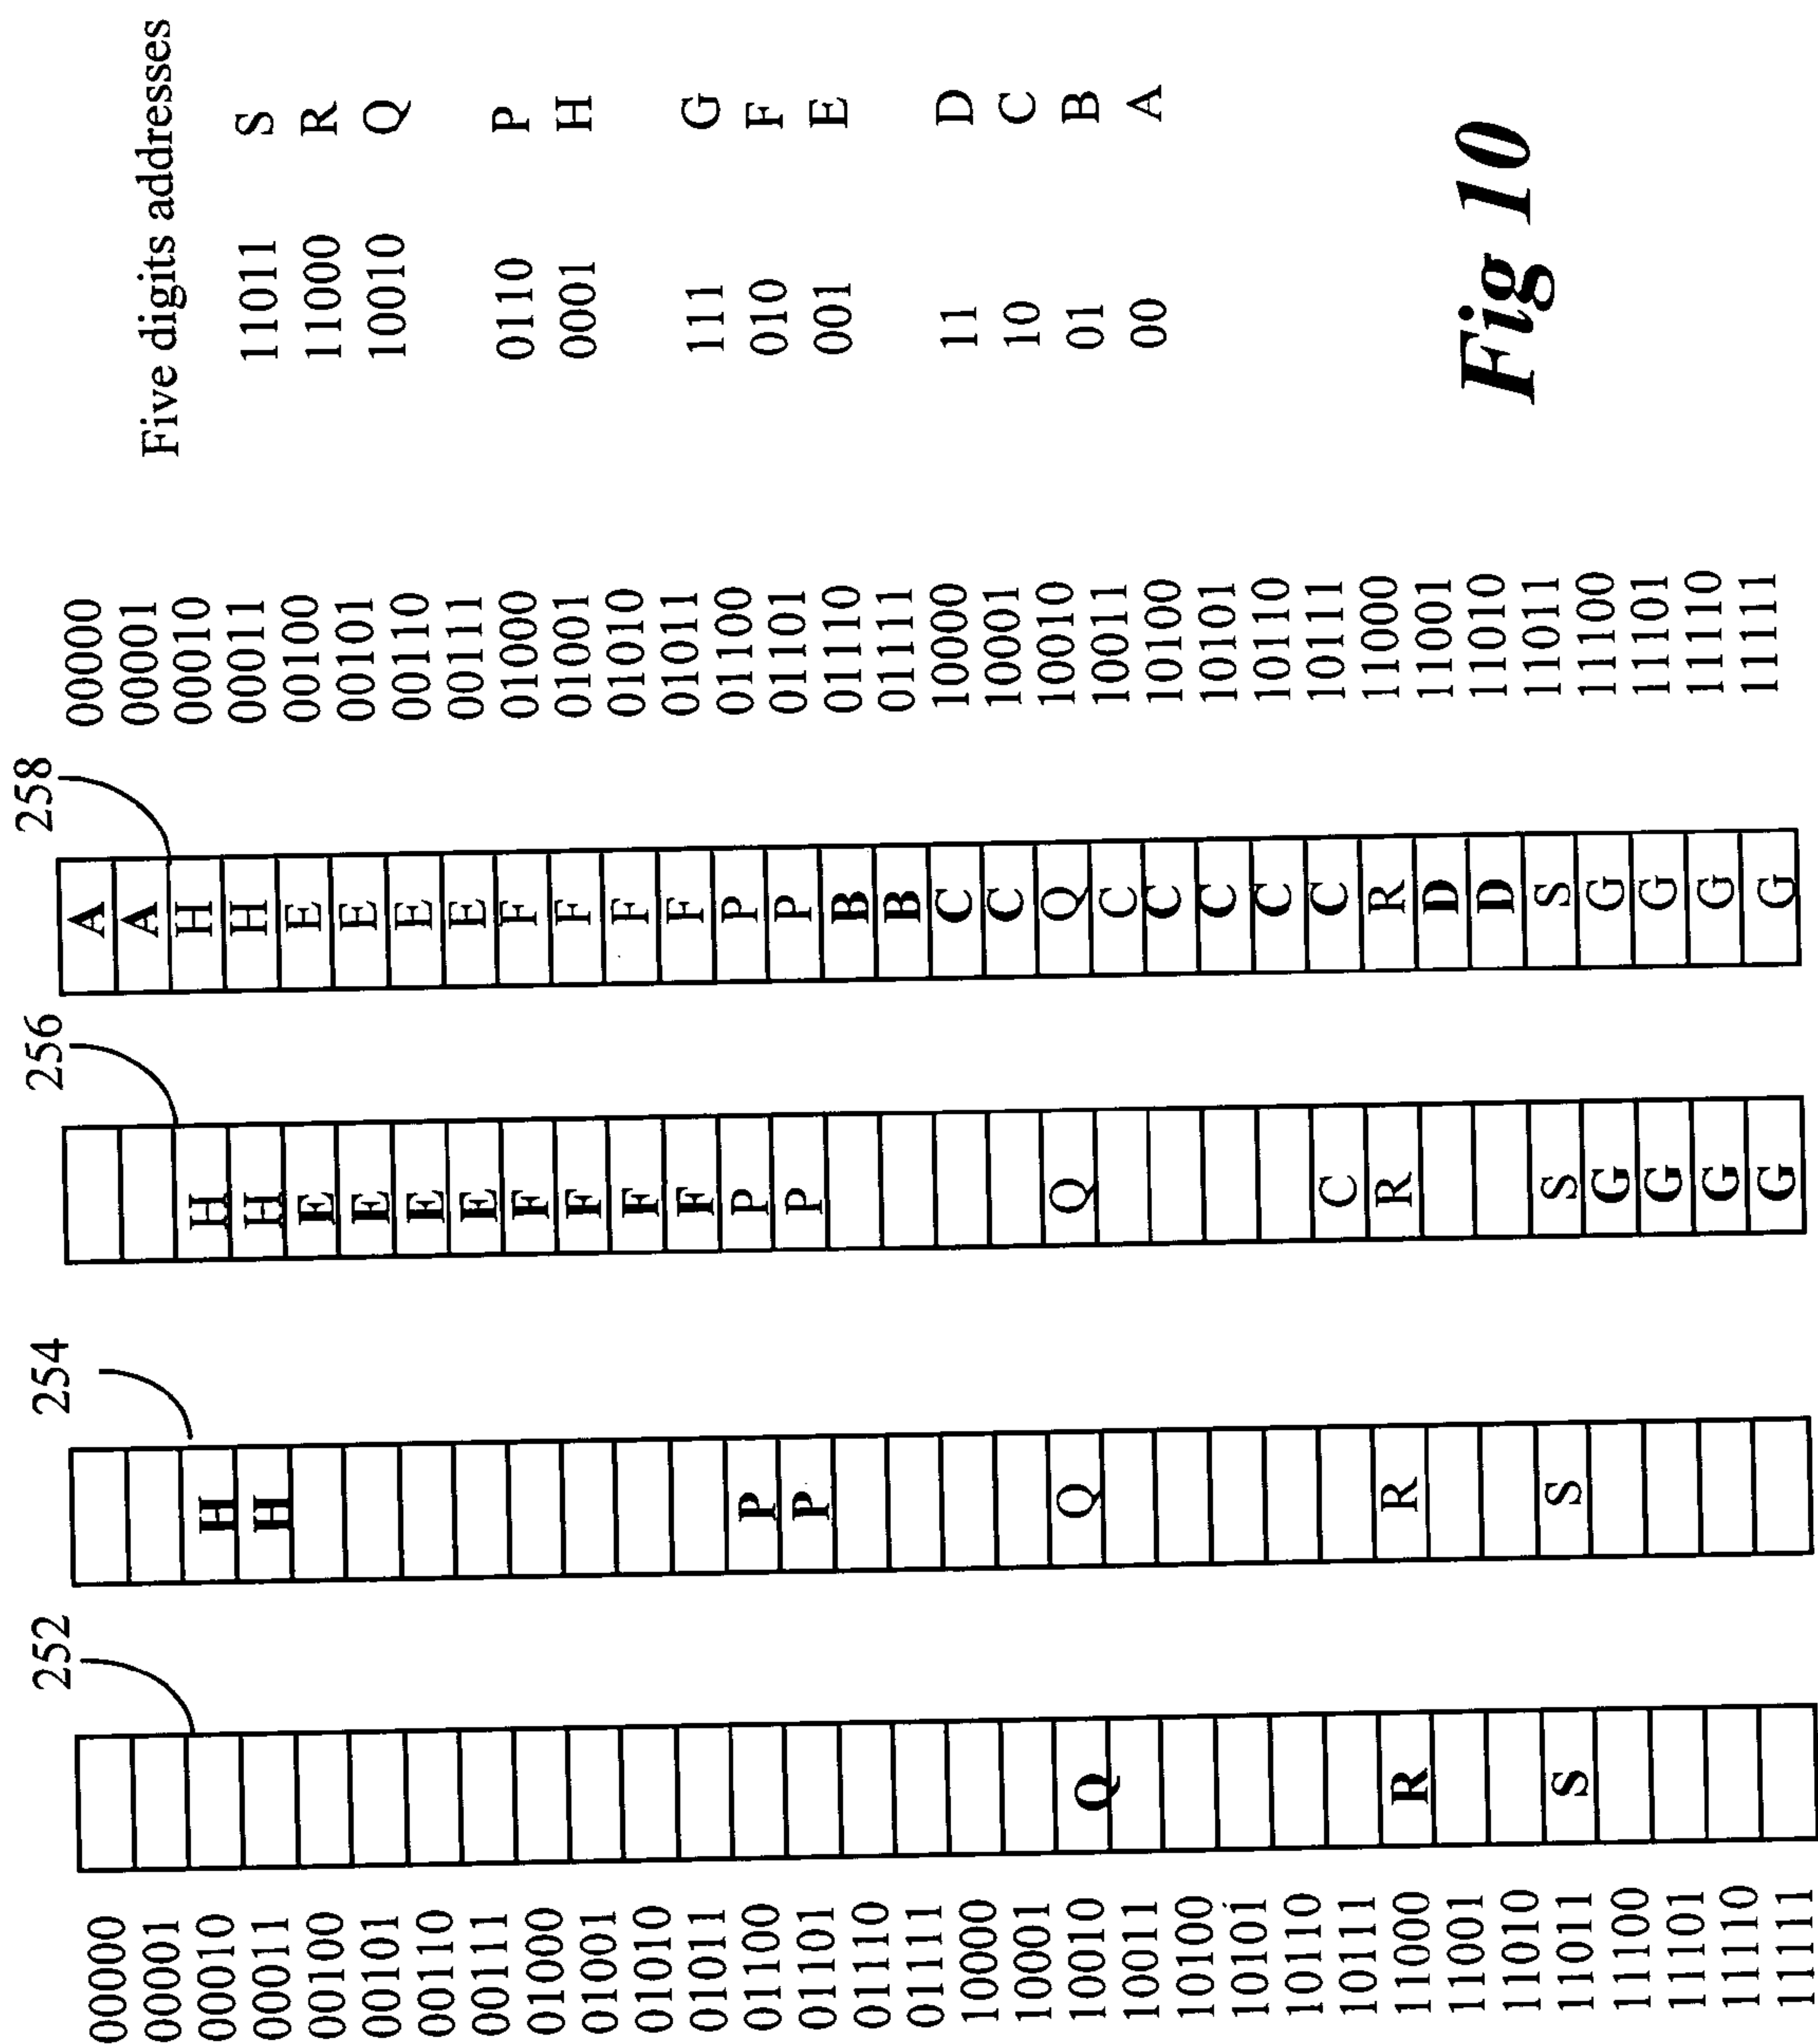 252 254 256 258
00000 A 00000
00001 A 00001
00010 H H H 00010
00011 H H H 00011
00100 E E 00100
00101 E E 00101
00110 E E 00110
00111 E E 00111
01000 F F 01000
01001 F F 01001
01010 F F 01010
01011 F F 01011
01100 P P P 01100
01101 P P P 01101
01110 B 01110
01111 B 01111
10000 C 10000
10001 C 10001
10010 Q Q Q Q 10010
10011 C 10011
10100 C 10100
10101 C 10101
10110 C 10110
10111 C C 10111
11000 R R R R 11000
11001 D 11001
11010 D 11010
11011 S S S S 11011
11100 G G 11100
11101 G G 11101
11110 G G 11110
11111 G G 11111
Five digits addresses
11011 S
11000 R
10010 Q
0110 P
0001 H
111 G
010 F
001 E
11 D
10 C
01 B
00 A
Fig 10